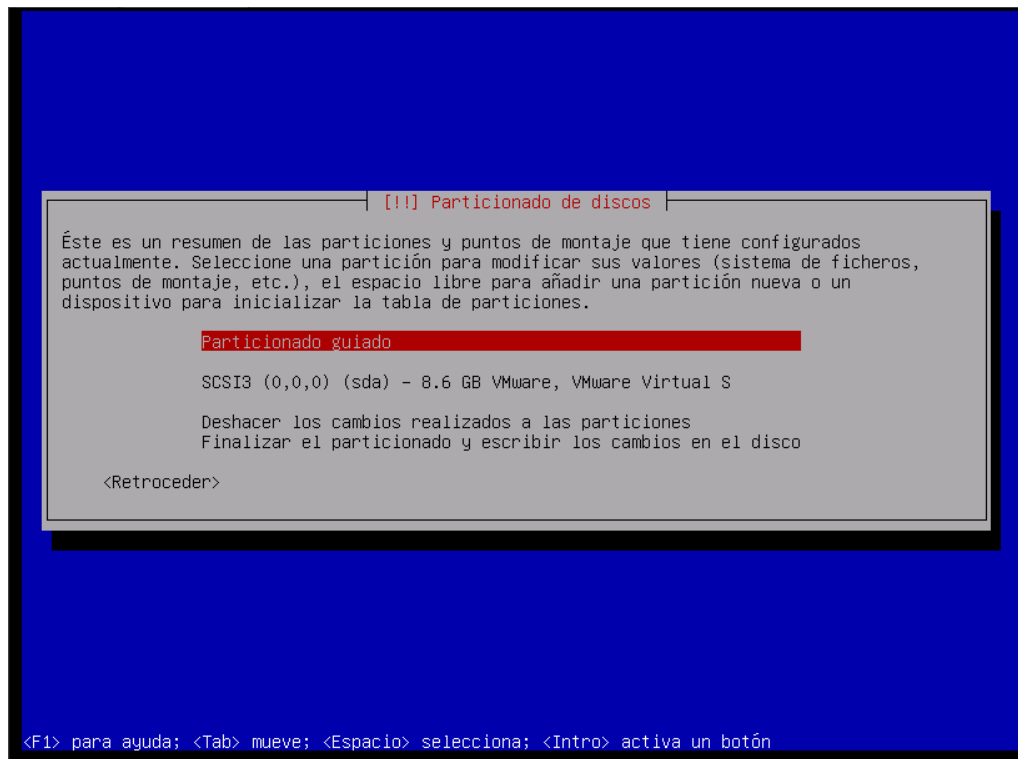 [!!] Particionado de discos
Éste es un resumen de las particiones y puntos de montaje que tiene configurados
actualmente. Seleccione una partición para modificar sus valores (sistema de ficheros,
puntos de montaje, etc.), el espacio libre para añadir una partición nueva o un
dispositivo para inicializar la tabla de particiones.
Particionado guiado
SCSI3 (0,0,0) (sda) – 8.6 GB VMware, VMware Virtual S
Deshacer los cambios realizados a las particiones
Finalizar el particionado y escribir los cambios en el disco
<Retroceder>
<F1> para ayuda; <Tab> mueve; <Espacio> selecciona; <Intro> activa un botón